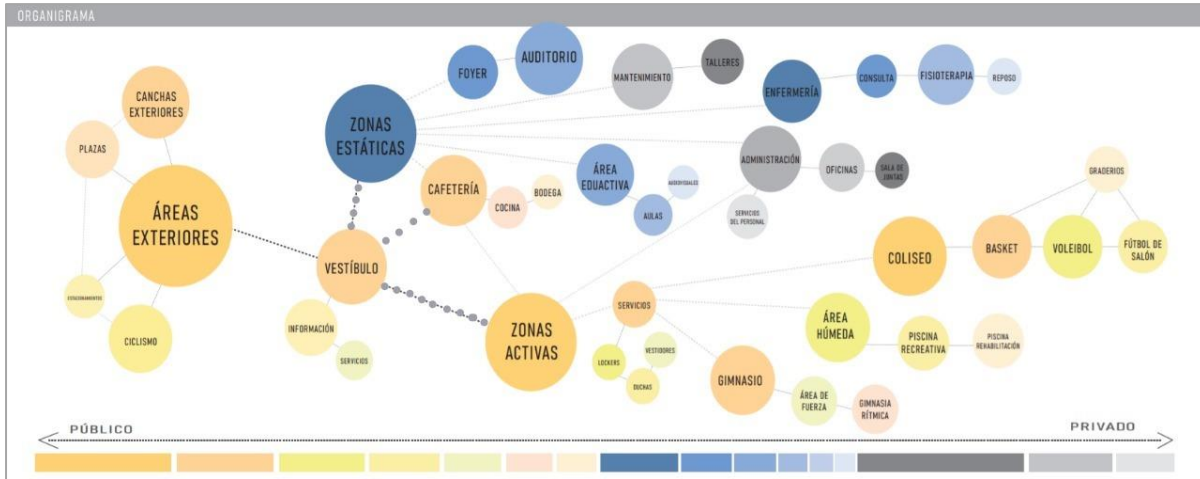 ORGANIGRAMA
CANCHAS
EXTERIORES
PLAZAS
ÁREAS
EXTERIORES
ESTACIONAMIENTOS
CICLISMO
ZONAS
ESTÁTICAS
FOYER
AUDITORIO
MANTENIMIENTO
TALLERES
ENFERMERÍA
CONSULTA
FISIOTERAPIA
REPOSO
CAFETERÍA
COCINA
BODEGA
ÁREA
EDUACTIVA
AULAS
AUDIOVISUALES
ADMINISTRACIÓN
OFICINAS
SALA DE
JUNTAS
SERVICIOS
DEL PERSONAL
VESTÍBULO
INFORMACIÓN
SERVICIOS
ZONAS
ACTIVAS
SERVICIOS
LOCKERS
VESTIDORES
DUCHAS
COLISEO
BASKET
VOLEIBOL
FÚTBOL DE
SALÓN
GRADERIOS
ÁREA
HÚMEDA
PISCINA
RECREATIVA
PISCINA
REHABILITACIÓN
GIMNASIO
ÁREA DE
FUERZA
GIMNASIA
RÍTMICA
PÚBLICO
PRIVADO